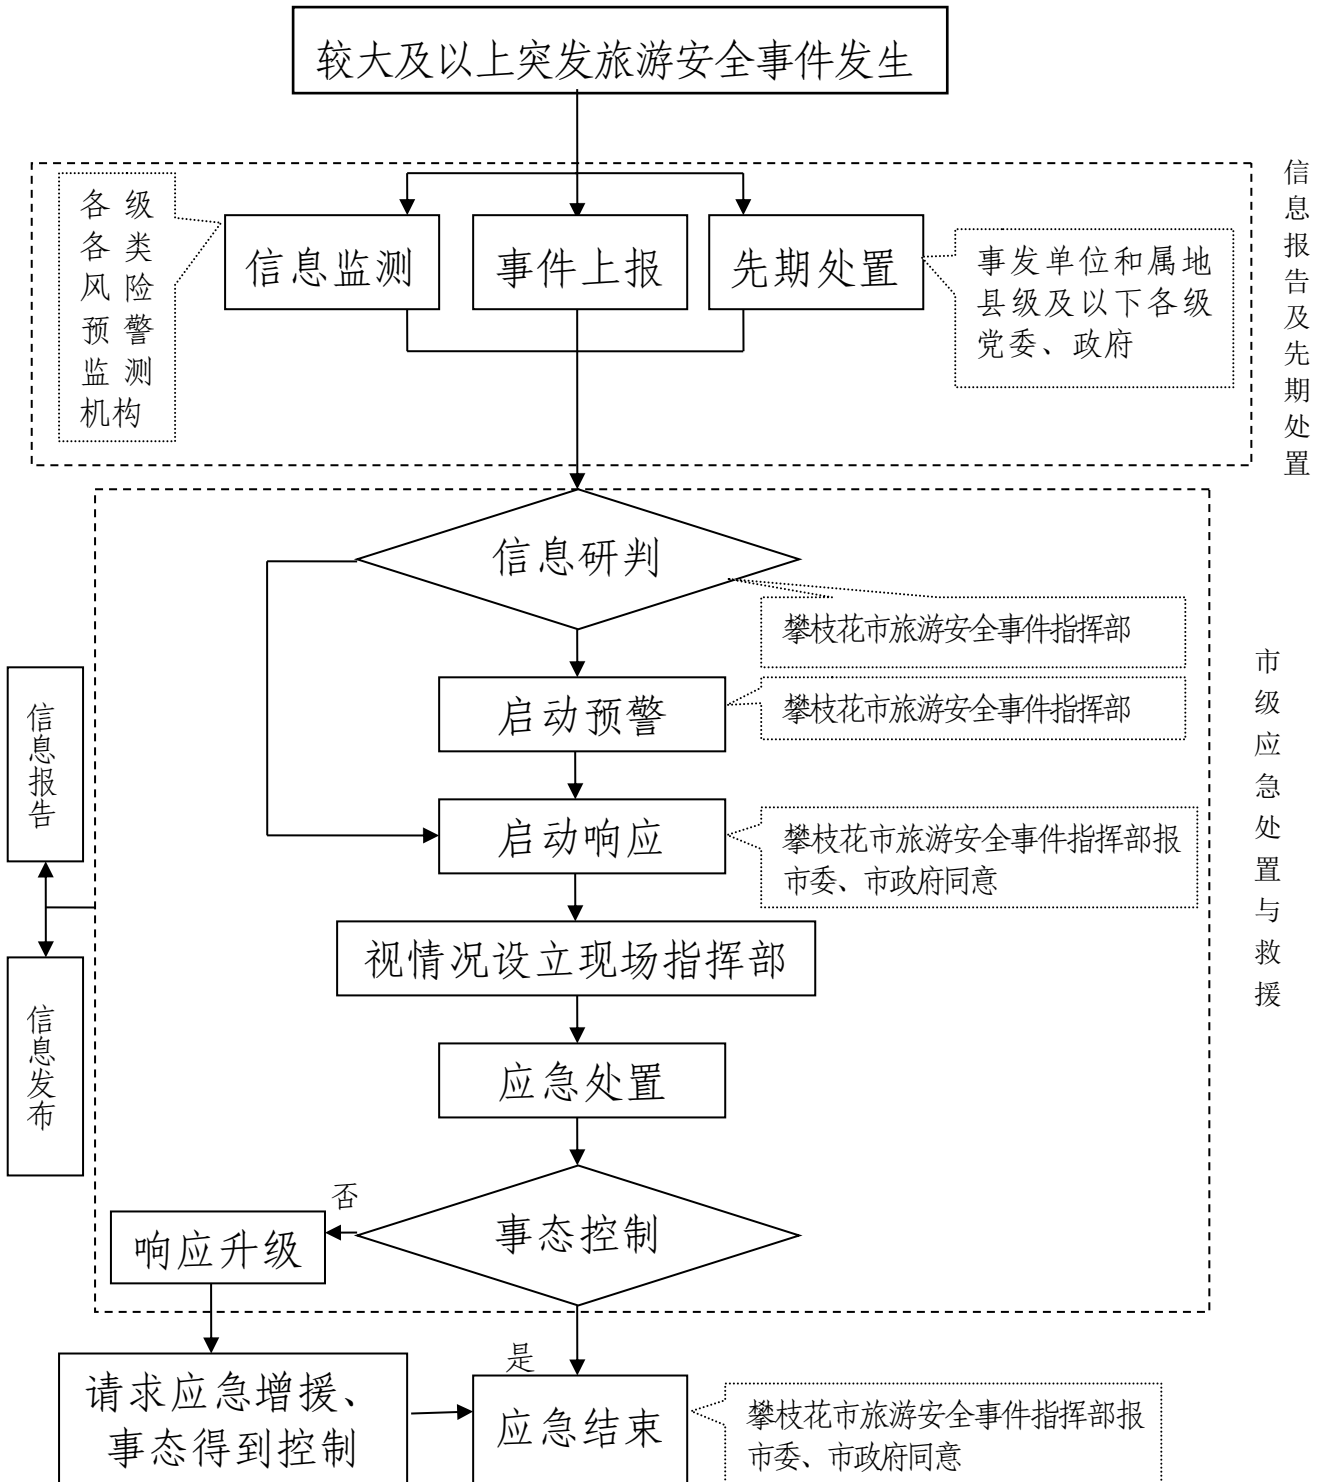 较大及以上突发旅游安全事件发生
各级
各类
风险
预警
监测
机构
信息监测
事件上报
先期处置
事发单位和属地
县级及以下各级
党委、政府
信息报告及先期处置
信息研判
攀枝花市旅游安全事件指挥部
启动预警
攀枝花市旅游安全事件指挥部
启动响应
攀枝花市旅游安全事件指挥部报
市委、市政府同意
视情况设立现场指挥部
应急处置
事态控制
否
响应升级
市级应急处置与救援
信息报告
信息发布
是
请求应急增援、
事态得到控制
应急结束
攀枝花市旅游安全事件指挥部报
市委、市政府同意